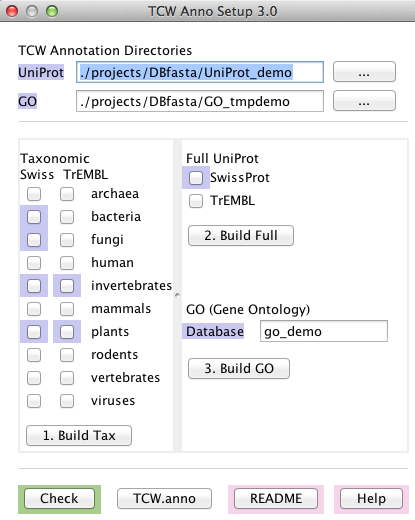 TCW Anno Setup 3.0
TCW Annotation Directories
UniProt ./projects/DBfasta/UniProt_demo ...
GO ./projects/DBfasta/GO_tmpdemo ...
Taxonomic
Swiss TrEMBL
archaea
bacteria
fungi
human
invertebrates
mammals
plants
rodents
vertebrates
viruses
1. Build Tax
Full UniProt
SwissProt
TrEMBL
2. Build Full
GO (Gene Ontology)
Database go_demo
3. Build GO
Check TCW.anno README Help